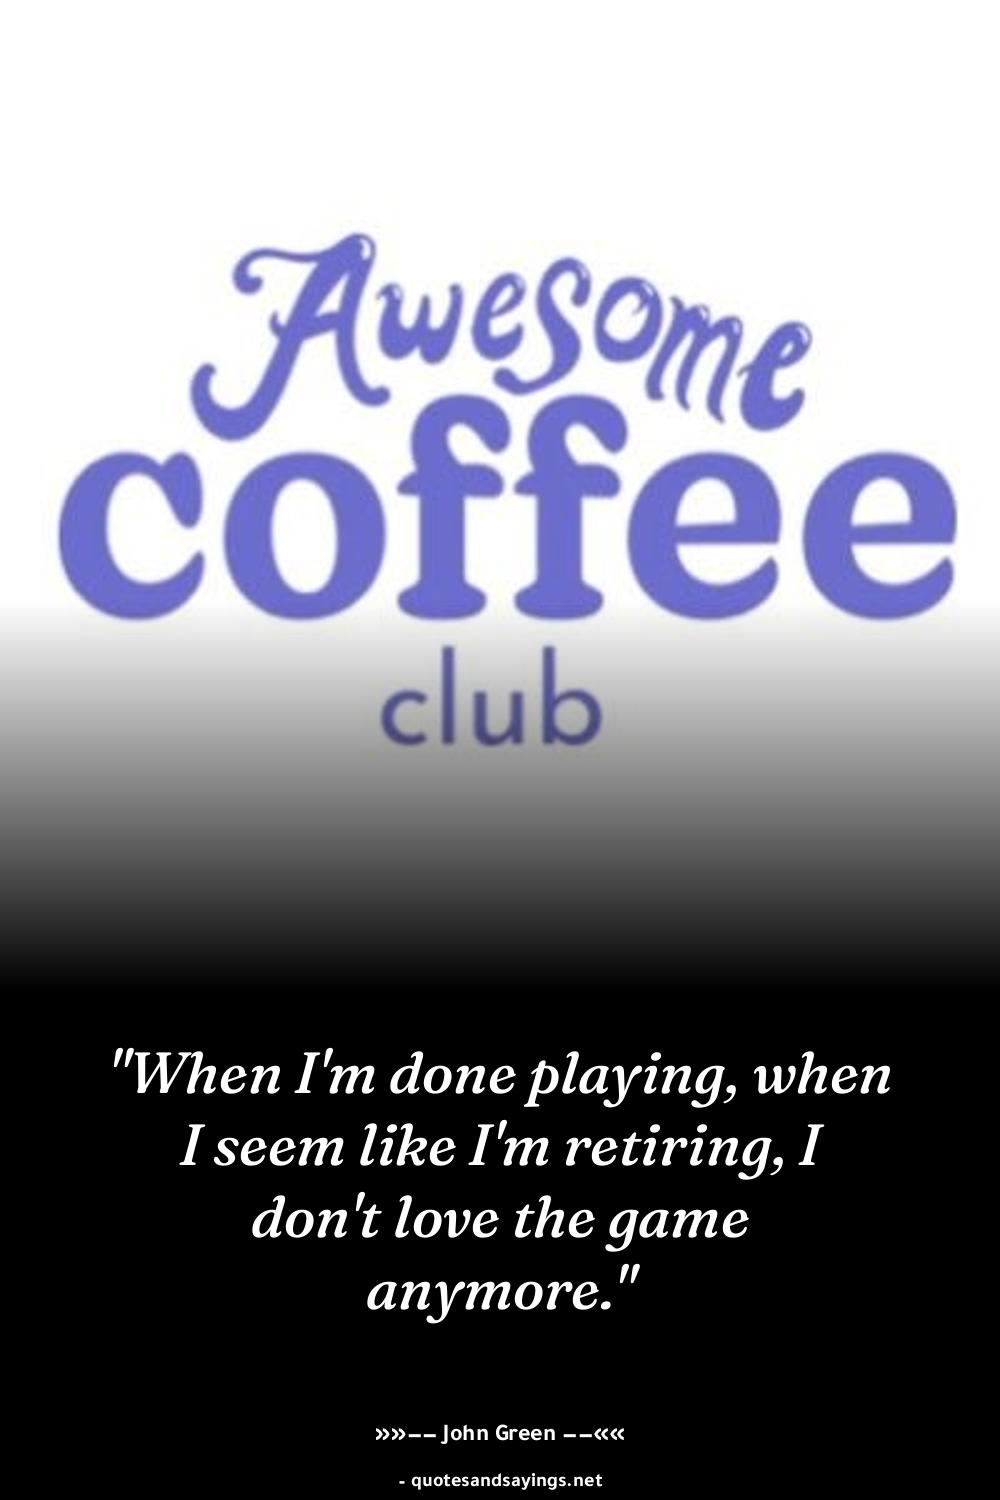 Awesome
coffee
club
"When I'm done playing, when
I seem like I'm retiring, I
don't love the game
anymore."
»»–– John Green ––««
- quotesandsayings.net